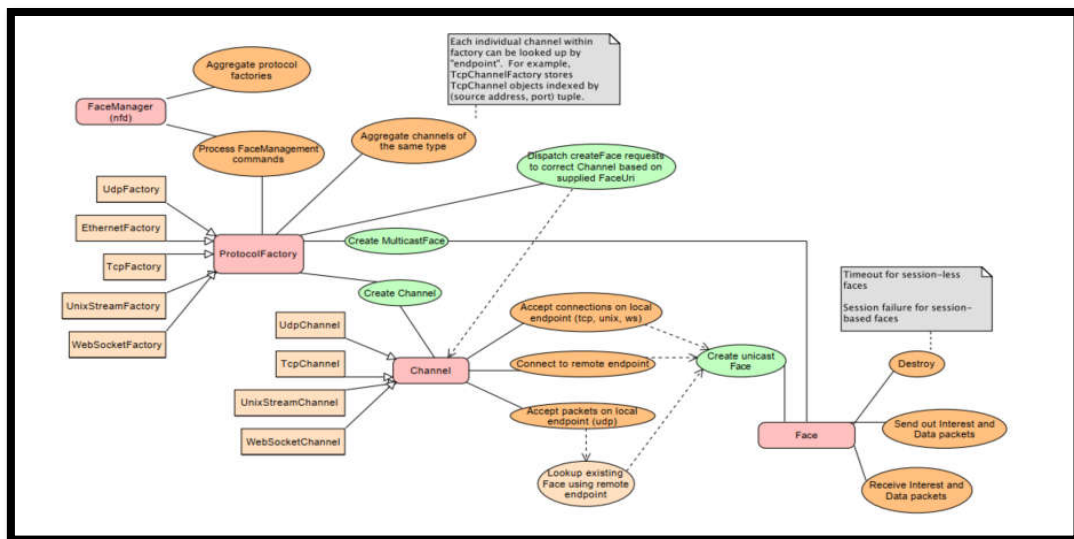 Each individual channel within
factory can be looked up by
"endpoint". For example,
TcpChannelFactory stores
TcpChannel objects indexed by
(source address, port) tuple.
Aggregate protocol
factories
FaceManager
(nfd)
Process FaceManagement
commands
Aggregate channels of
the same type
Dispatch createFace requests
to correct Channel based on
supplied FaceUri
UdpFactory
EthernetFactory
TcpFactory
UnixStreamFactory
WebSocketFactory
ProtocolFactory
Create MulticastFace
Create Channel
Timeout for session-less
faces
Session failure for session-
based faces
UdpChannel
TcpChannel
UnixStreamChannel
WebSocketChannel
Channel
Accept connections on local
endpoint (tcp, unix, ws)
Connect to remote endpoint
Accept packets on local
endpoint (udp)
Lookup existing
Face using remote
endpoint
Create unicast
Face
Face
Destroy
Send out Interest and
Data packets
Receive Interest and
Data packets